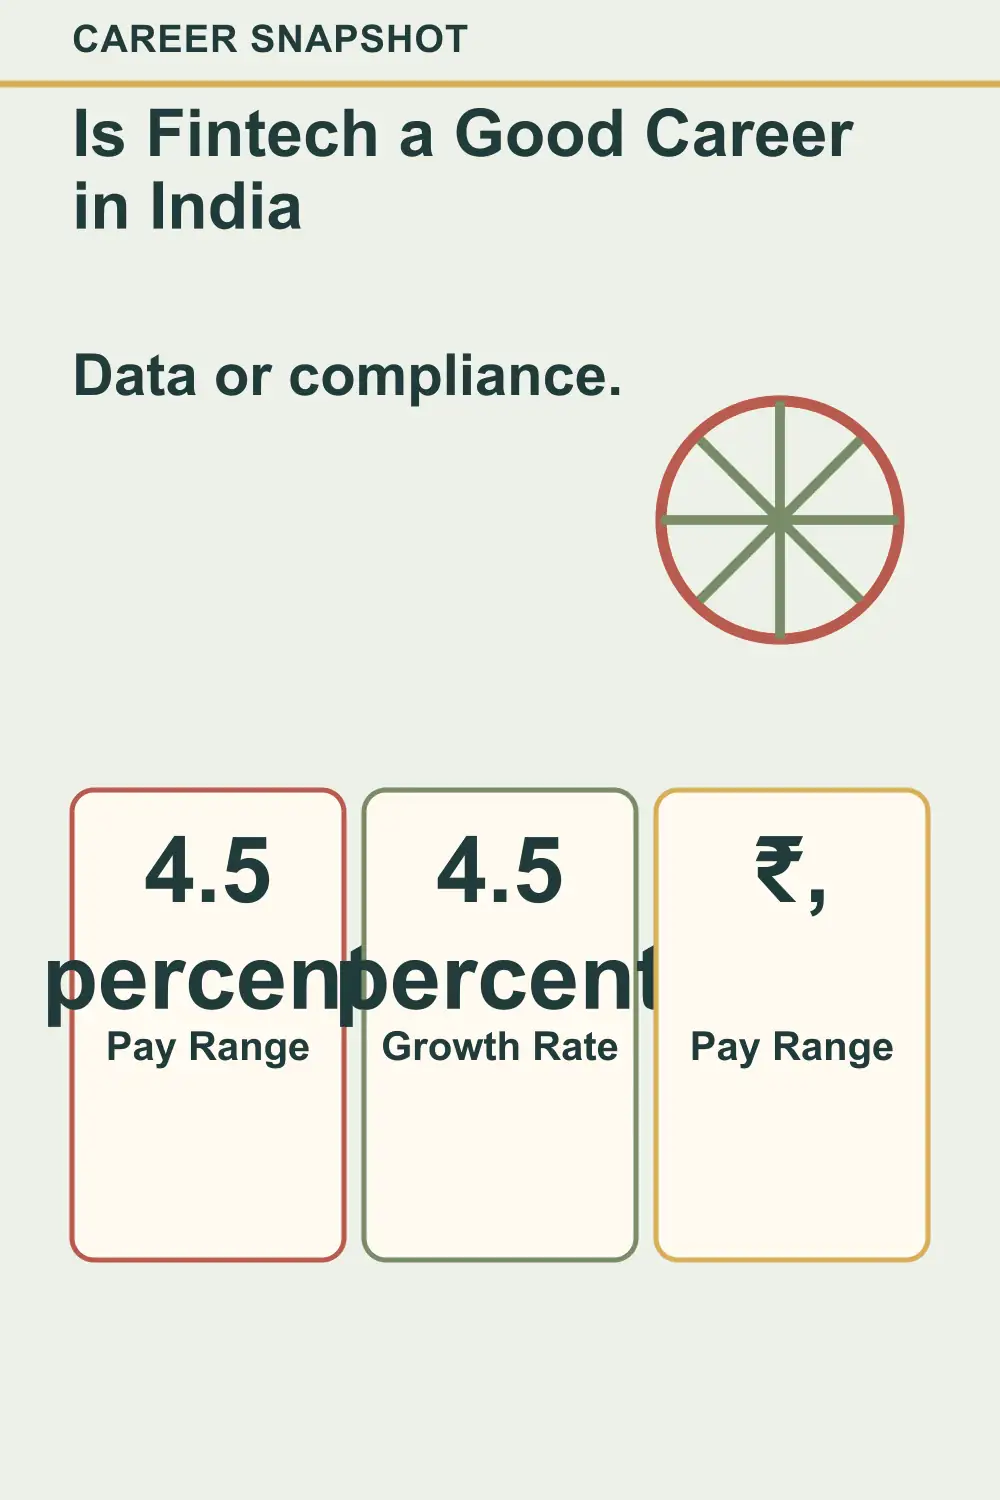 CAREER SNAPSHOT
Is Fintech a Good Career
in India
Data or compliance.
4.5
percent
Pay Range
4.5
percent
Growth Rate
₹,
Pay Range